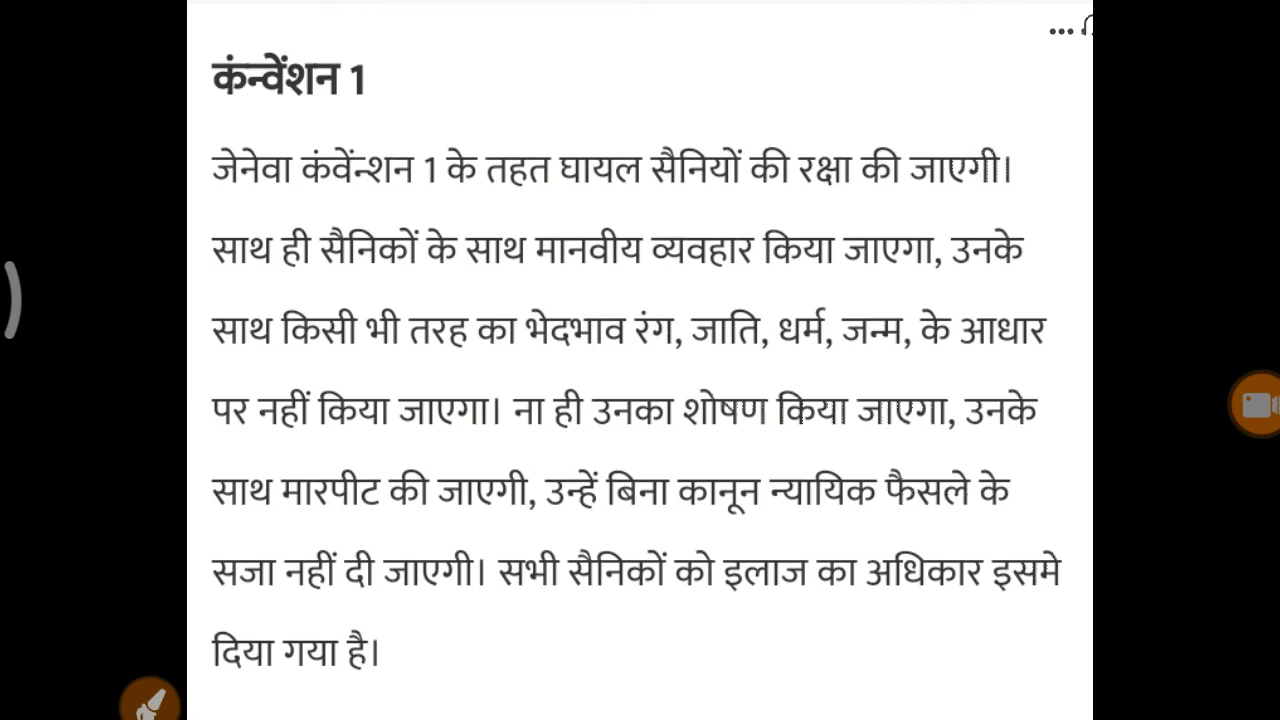 कंन्वेंशन 1
जेनेवा कंवेंन्शन 1 के तहत घायल सैनियों की रक्षा की जाएगी।
साथ ही सैनिकों के साथ मानवीय व्यवहार किया जाएगा, उनके
साथ किसी भी तरह का भेदभाव रंग, जाति, धर्म, जन्म, के आधार
पर नहीं किया जाएगा। ना ही उनका शोषण किया जाएगा, उनके
साथ मारपीट की जाएगी, उन्हें बिना कानून न्यायिक फैसले के
सजा नहीं दी जाएगी। सभी सैनिकों को इलाज का अधिकार इसमे
दिया गया है।